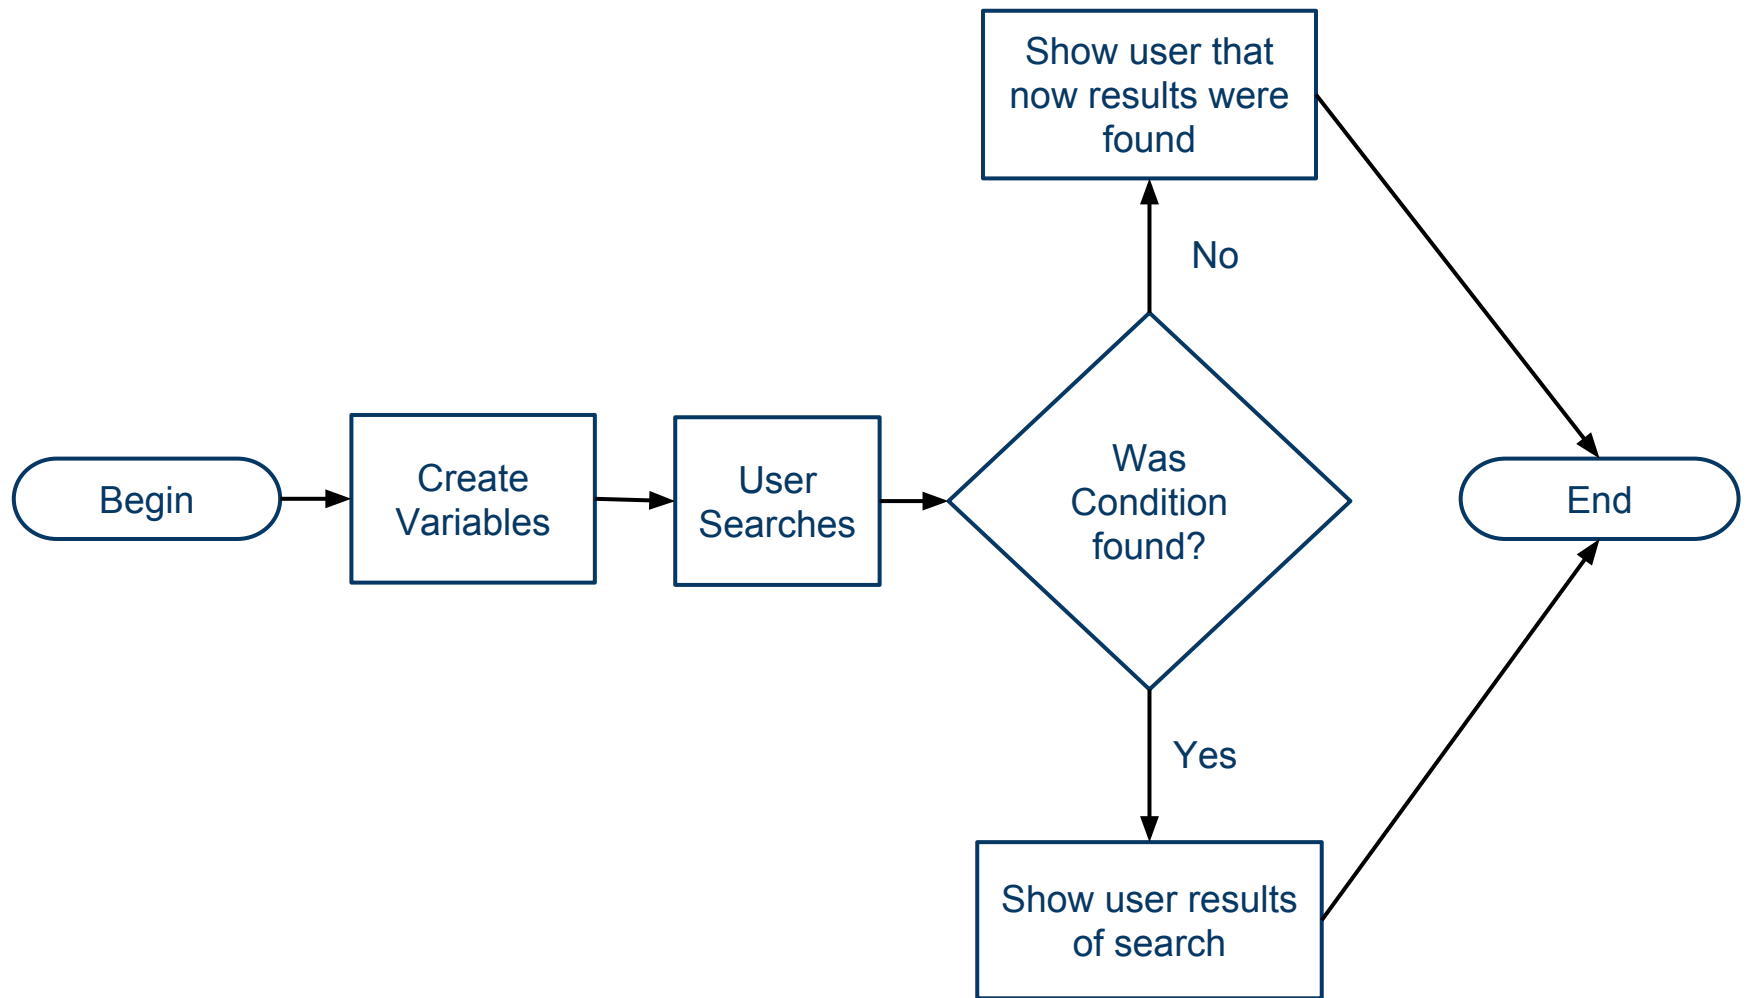 Show user that
now results were
found
No
Begin
Create
Variables
User
Searches
Was
Condition
found?
End
Yes
Show user results
of search